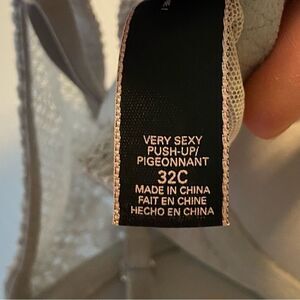 VERY SEXY
PUSH-UP/
PIGEONNANT
32C
MADE IN CHINA
FAIT EN CHINE
HECHO EN CHINA